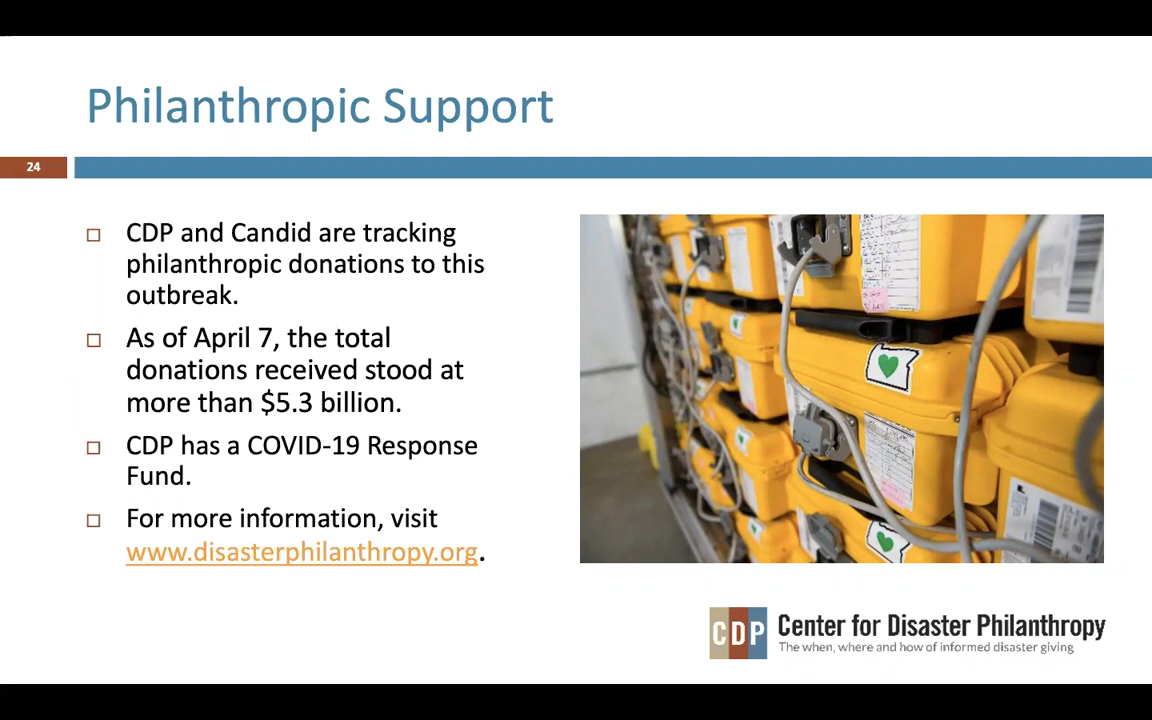 Philanthropic Support
24
CDP and Candid are tracking
philanthropic donations to this
outbreak.
As of April 7, the total
donations received stood at
more than $5.3 billion.
CDP has a COVID-19 Response
Fund.
For more information, visit
www.disasterphilanthropy.org.
CDP
Center for Disaster Philanthropy
The when, where and how of informed disaster giving